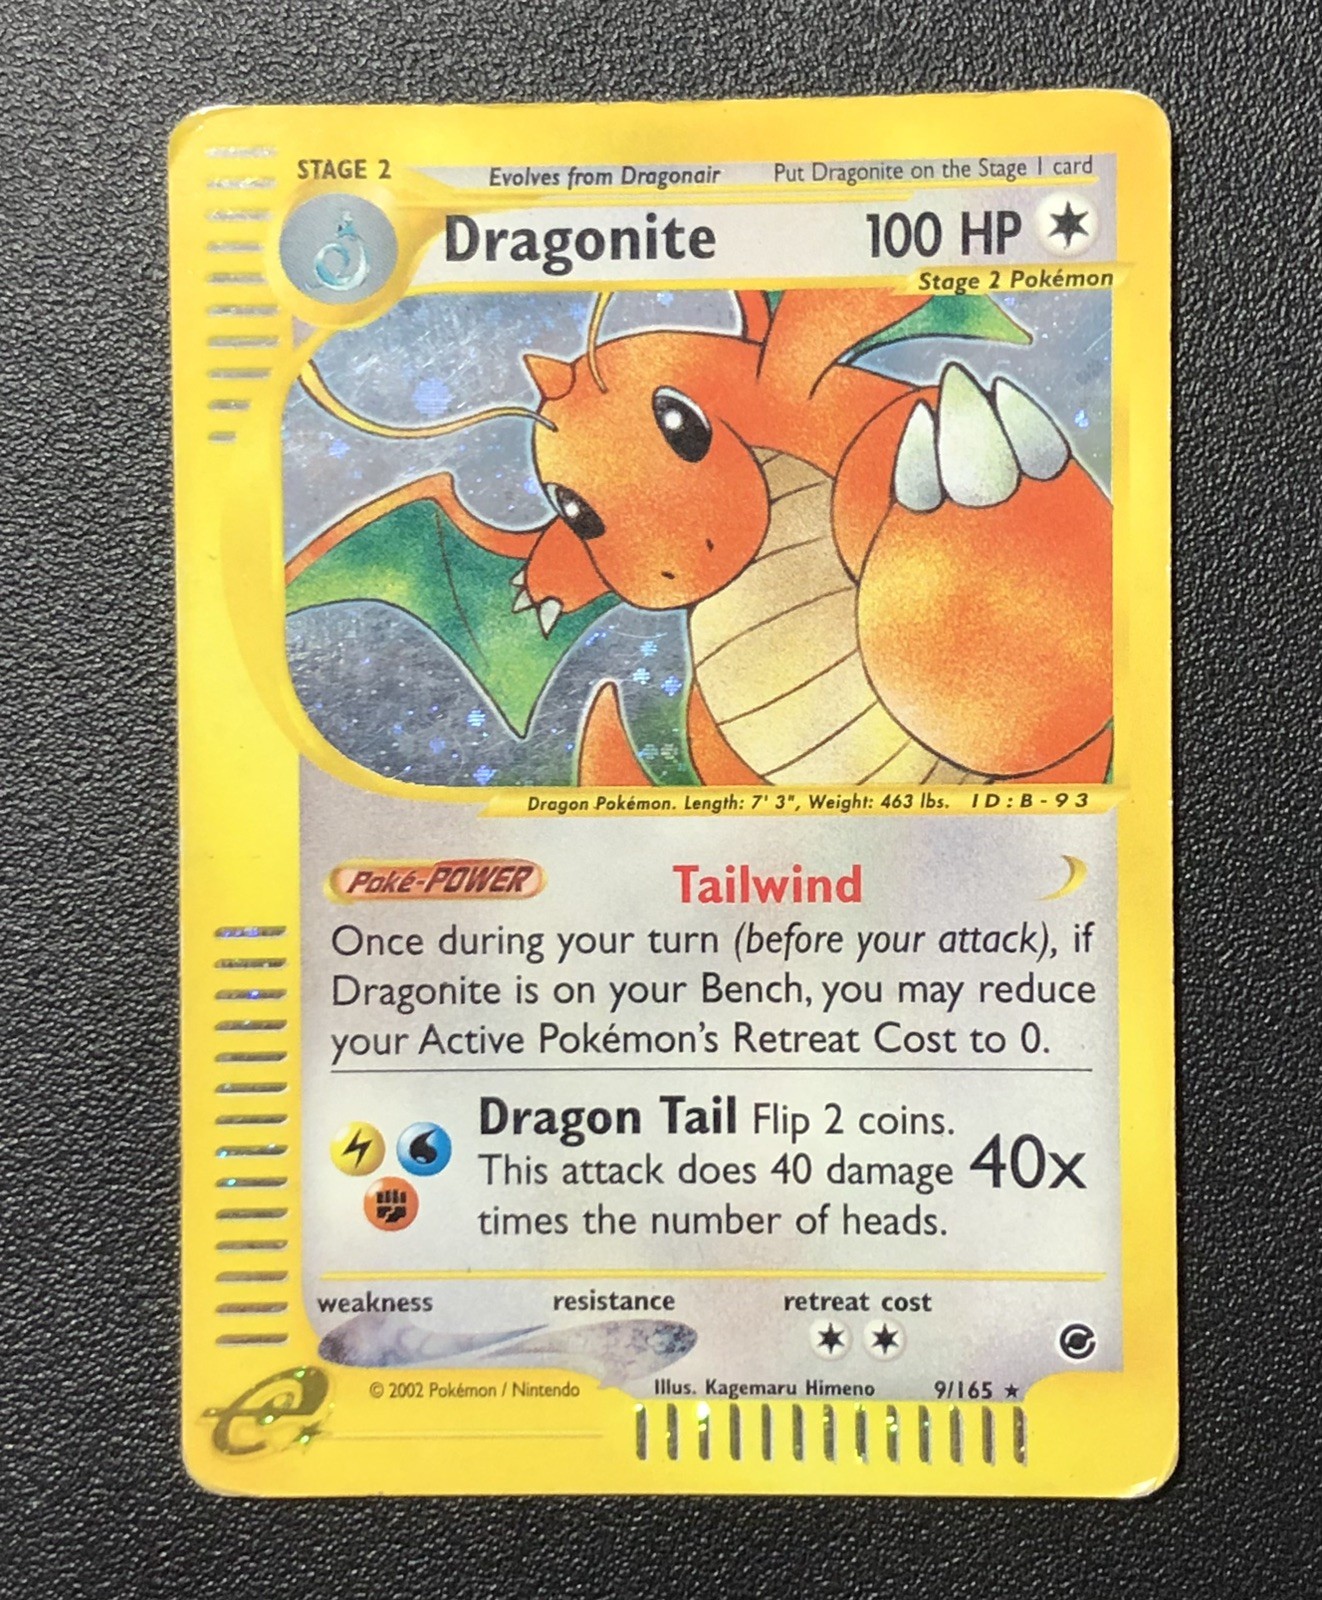 STAGE 2
Evolves from Dragonair
Put Dragonite on the Stage 1 card
Dragonite
100 HP
Stage 2 Pokémon
Dragon Pokémon. Length: 7' 3", Weight: 463 lbs. ID:B-93
Poké-POWER
Tailwind
Once during your turn (before your attack), if
Dragonite is on your Bench, you may reduce
your Active Pokémon's Retreat Cost to 0.
Dragon Tail Flip 2 coins.
This attack does 40 damage
times the number of heads.
40x
weakness
resistance
retreat cost
© 2002 Pokémon / Nintendo
Illus. Kagemaru Himeno
9/165 ★
e